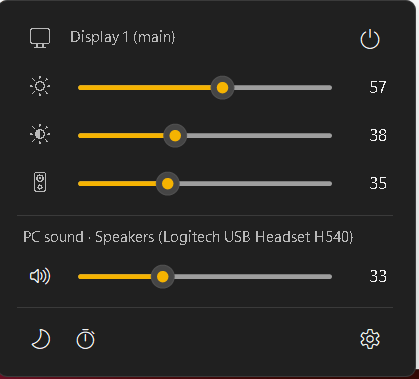 Display 1 (main)
57
38
35
PC sound · Speakers (Logitech USB Headset H540)
33